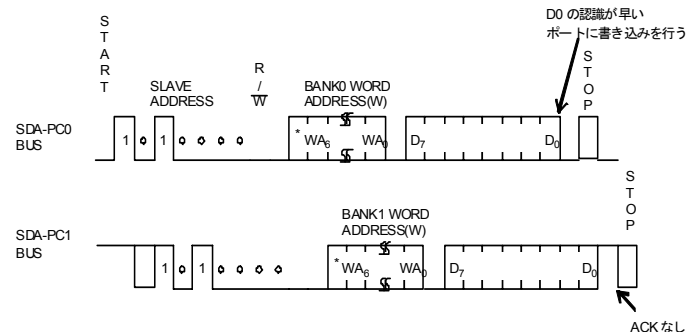 D0 の認識が早い
ポートに書き込みを行う
START
SLAVE
ADDRESS
R
/
W
BANK0 WORD
ADDRESS(W)
STOP
SDA-PC0
BUS
1 0 1 0 0 0 0
* WA6 WA0 D7 D0
BANK1 WORD
ADDRESS(W)
STOP
SDA-PC1
BUS
1 0 1 0 0 0 0
* WA6 WA0 D7 D0
ACK なし